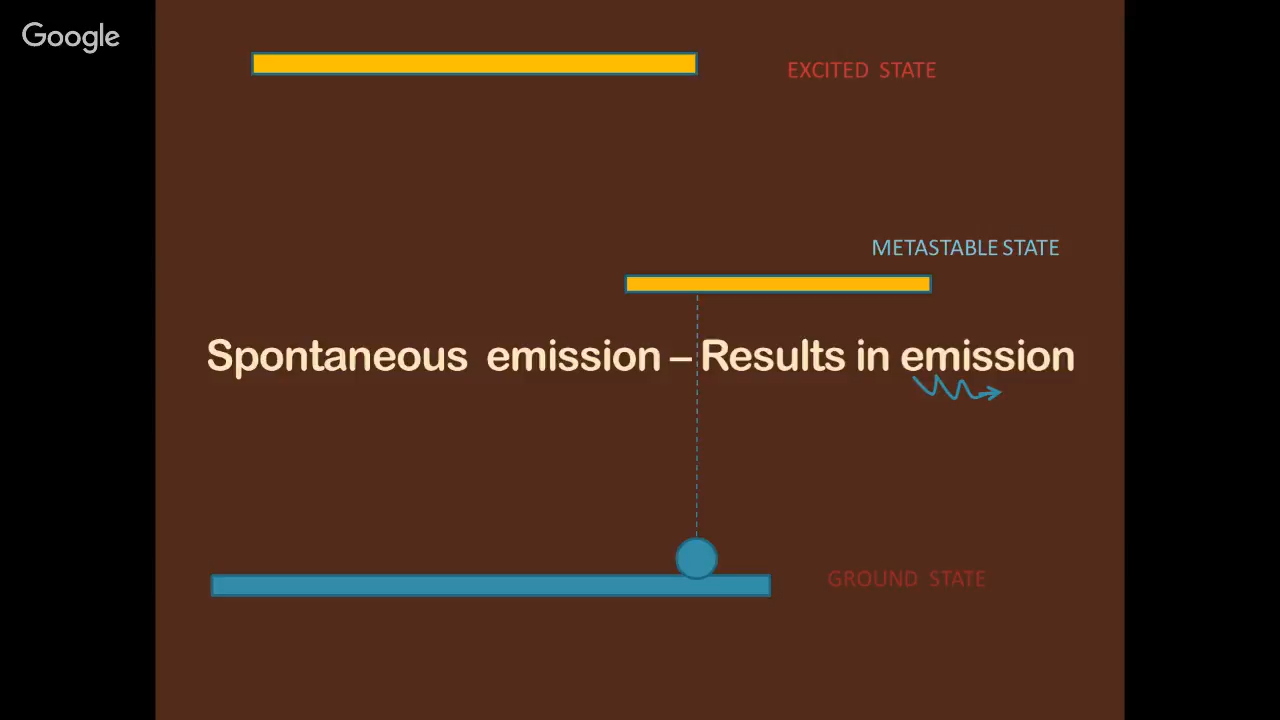 Google
EXCITED STATE
METASTABLE STATE
Spontaneous emission – Results in emission
GROUND STATE